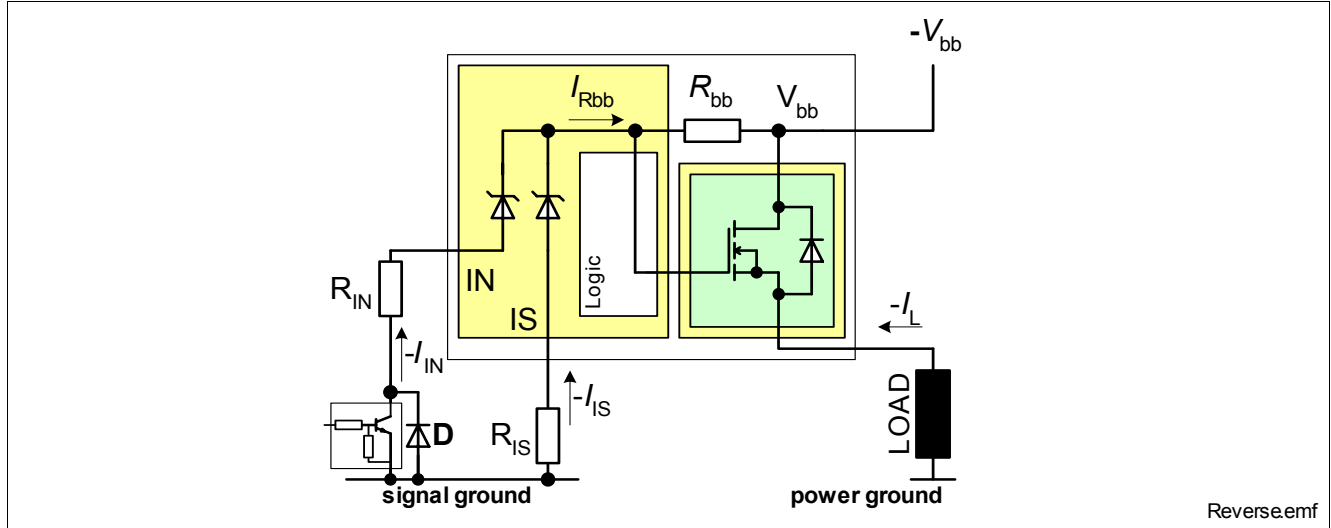 -Vbb
IRbb
Rbb
Vbb
RIN
IN
Logic
IS
-IL
-IIN
-IIS
D
RIS
LOAD
signal ground
power ground
Reverse.emf